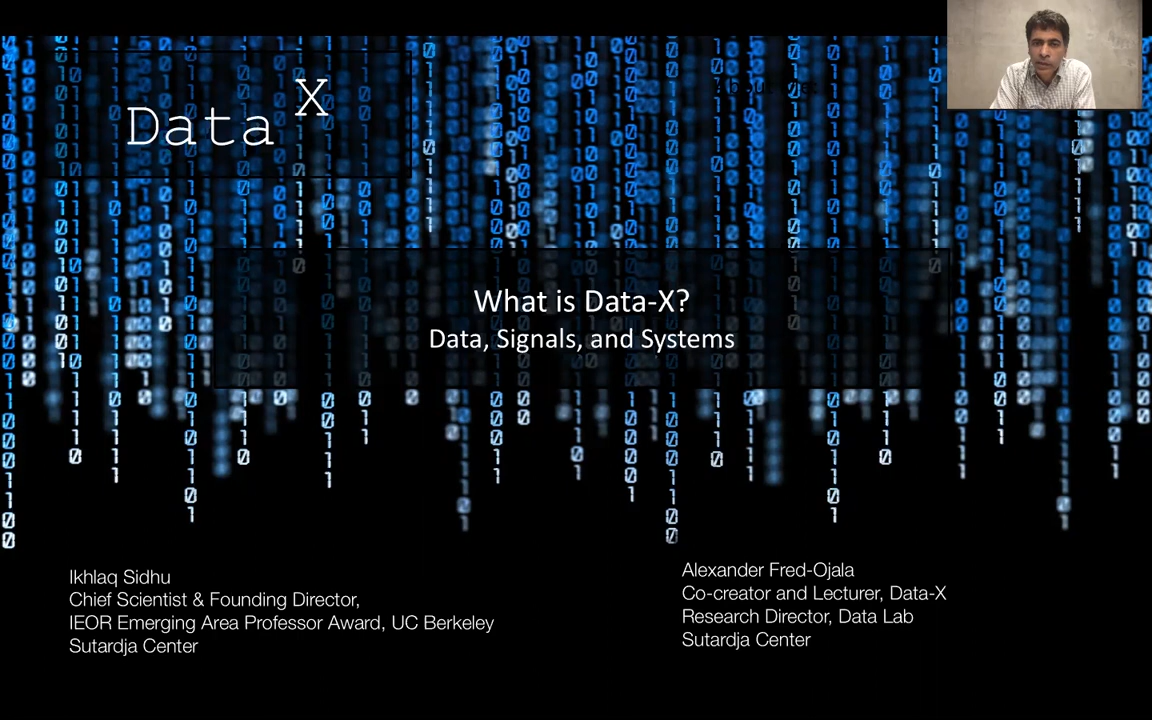 Data X
What is Data-X?
Data, Signals, and Systems
Ikhlaq Sidhu
Chief Scientist & Founding Director,
IEOR Emerging Area Professor Award, UC Berkeley
Sutardja Center
Alexander Fred-Ojala
Co-creator and Lecturer, Data-X
Research Director, Data Lab
Sutardja Center